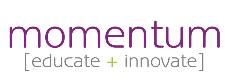 momentum
[educate + innovate]